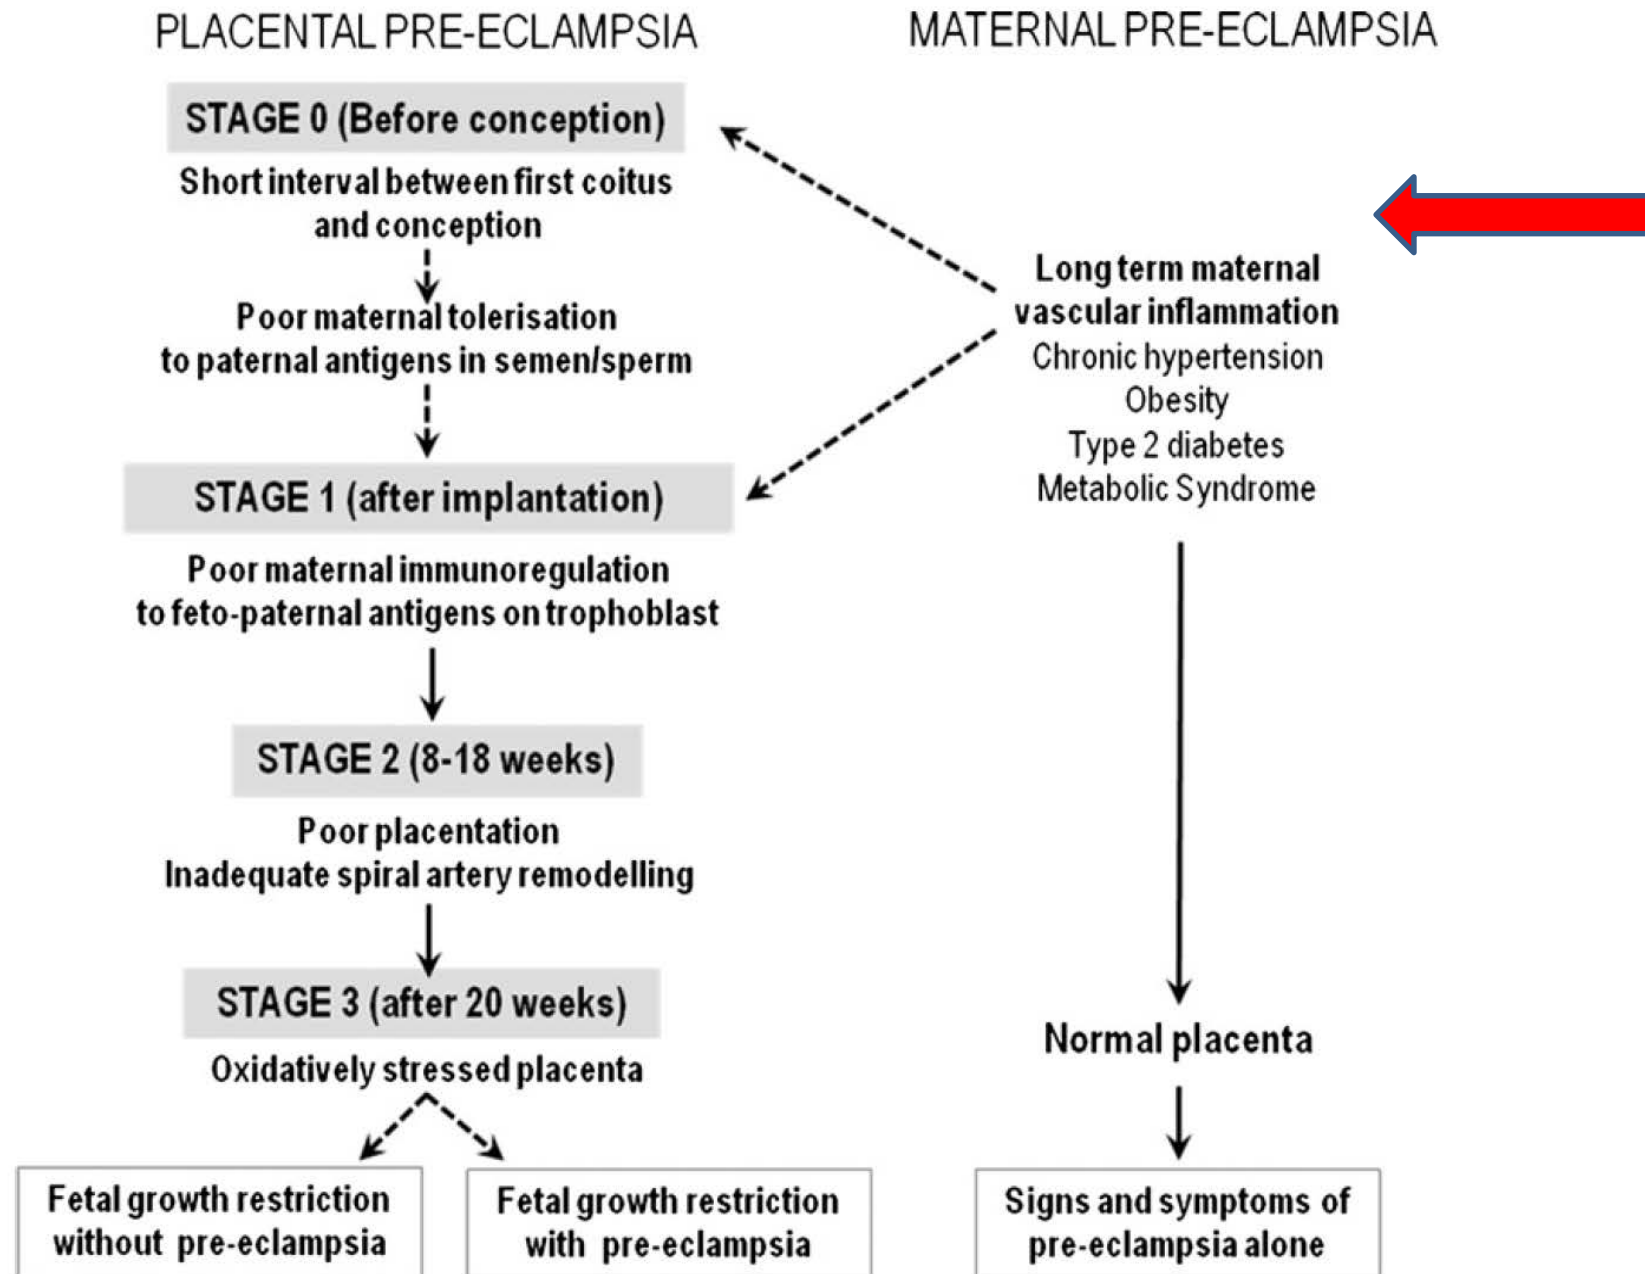 PLACENTAL PRE-ECLAMPSIA
STAGE 0 (Before conception)
Short interval between first coitus
and conception
Poor maternal tolerisation
to paternal antigens in semen/sperm
STAGE 1 (after implantation)
Poor maternal immunoregulation
to feto-paternal antigens on trophoblast
STAGE 2 (8-18 weeks)
Poor placentation
Inadequate spiral artery remodelling
STAGE 3 (after 20 weeks)
Oxidatively stressed placenta
Fetal growth restriction
without pre-eclampsia
Fetal growth restriction
with pre-eclampsia
MATERNAL PRE-ECLAMPSIA
Long term maternal
vascular inflammation
Chronic hypertension
Obesity
Type 2 diabetes
Metabolic Syndrome
Normal placenta
Signs and symptoms of
pre-eclampsia alone